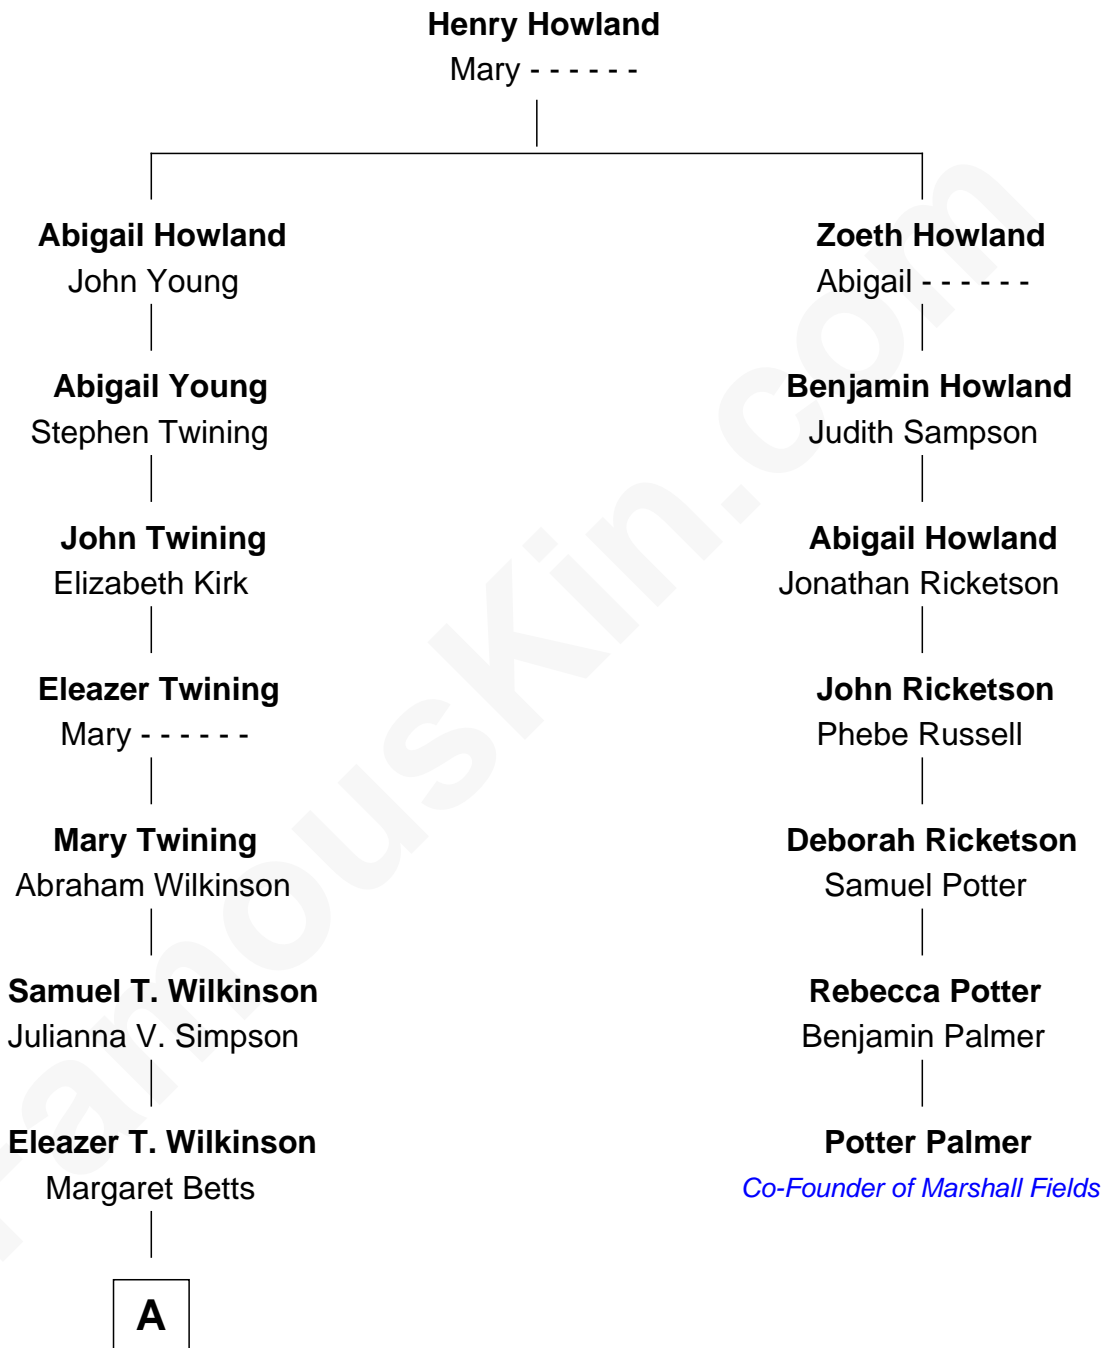 Henry Howland
Mary - - - - - -
Abigail Howland
John Young
Zoeth Howland
Abigail - - - - - -
Abigail Young
Stephen Twining
Benjamin Howland
Judith Sampson
John Twining
Elizabeth Kirk
Abigail Howland
Jonathan Ricketson
Eleazer Twining
Mary - - - - - -
John Ricketson
Phebe Russell
Mary Twining
Abraham Wilkinson
Deborah Ricketson
Samuel Potter
Samuel T. Wilkinson
Julianna V. Simpson
Rebecca Potter
Benjamin Palmer
Eleazer T. Wilkinson
Margaret Betts
Potter Palmer
Co-Founder of Marshall Fields
A
FamousKin.com